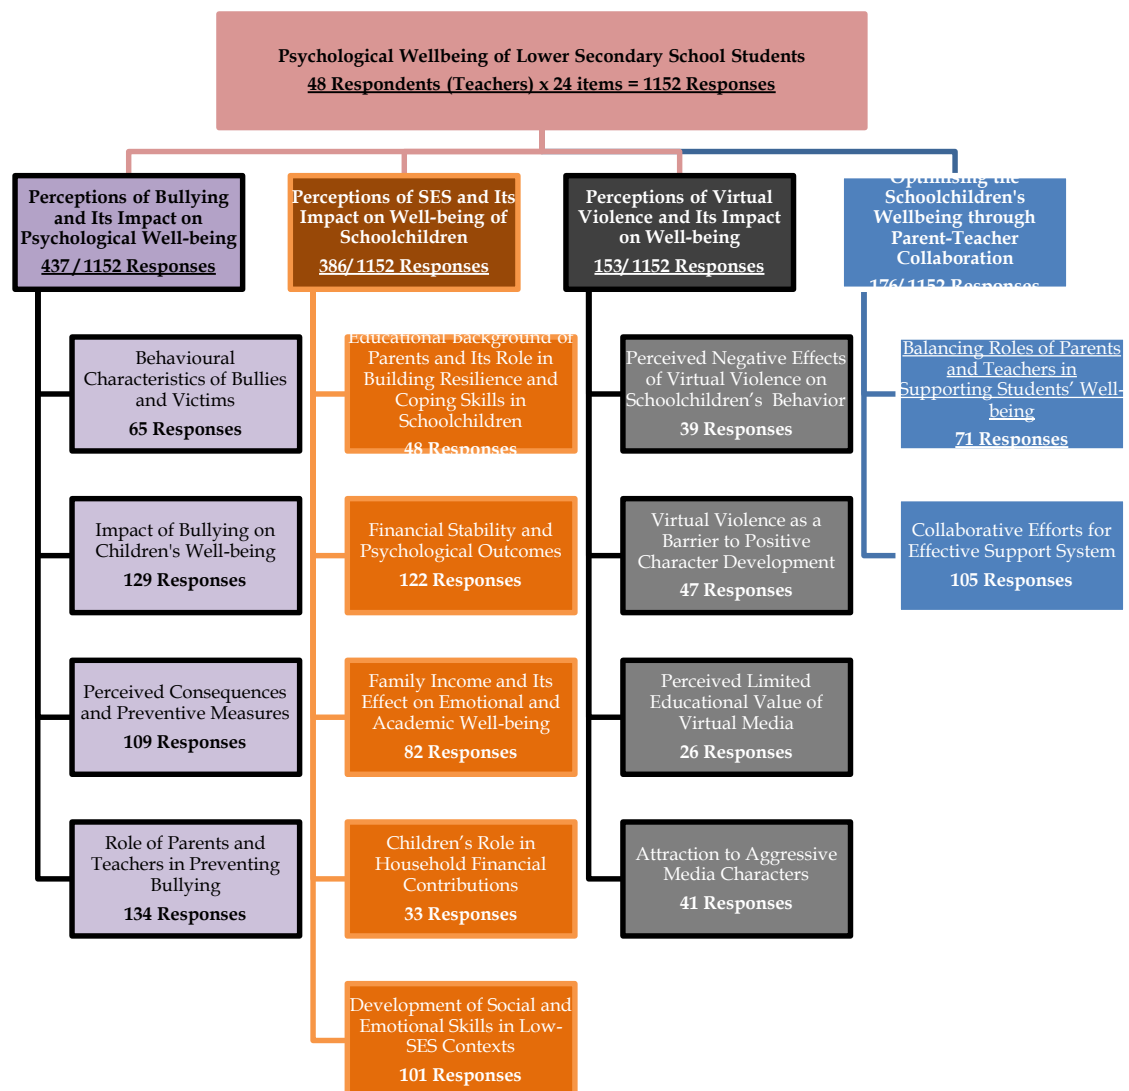 Psychological Wellbeing of Lower Secondary School Students
48 Respondents (Teachers) x 24 items = 1152 Responses
Perceptions of Bullying
and Its Impact on
Psychological Well-being
437 / 1152 Responses
Behavioural
Characteristics of Bullies
and Victims
65 Responses
Impact of Bullying on
Children's Well-being
129 Responses
Perceived Consequences
and Preventive Measures
109 Responses
Role of Parents and
Teachers in Preventing
Bullying
134 Responses
Perceptions of SES and Its
Impact on Well-being of
Schoolchildren
386/ 1152 Responses
Educational Background of
Parents and Its Role in
Building Resilience and
Coping Skills in
Schoolchildren
48 Responses
Financial Stability and
Psychological Outcomes
122 Responses
Family Income and Its
Effect on Emotional and
Academic Well-being
82 Responses
Children’s Role in
Household Financial
Contributions
33 Responses
Development of Social and
Emotional Skills in Low-
SES Contexts
101 Responses
Perceptions of Virtual
Violence and Its Impact
on Well-being
153/ 1152 Responses
Perceived Negative Effects
of Virtual Violence on
Schoolchildren’s Behavior
39 Responses
Virtual Violence as a
Barrier to Positive
Character Development
47 Responses
Perceived Limited
Educational Value of
Virtual Media
26 Responses
Attraction to Aggressive
Media Characters
41 Responses
Optimising the
Schoolchildren's
Wellbeing through
Parent-Teacher
Collaboration
176/ 1152 Responses
Balancing Roles of Parents
and Teachers in
Supporting Students’ Well-
being
71 Responses
Collaborative Efforts for
Effective Support System
105 Responses